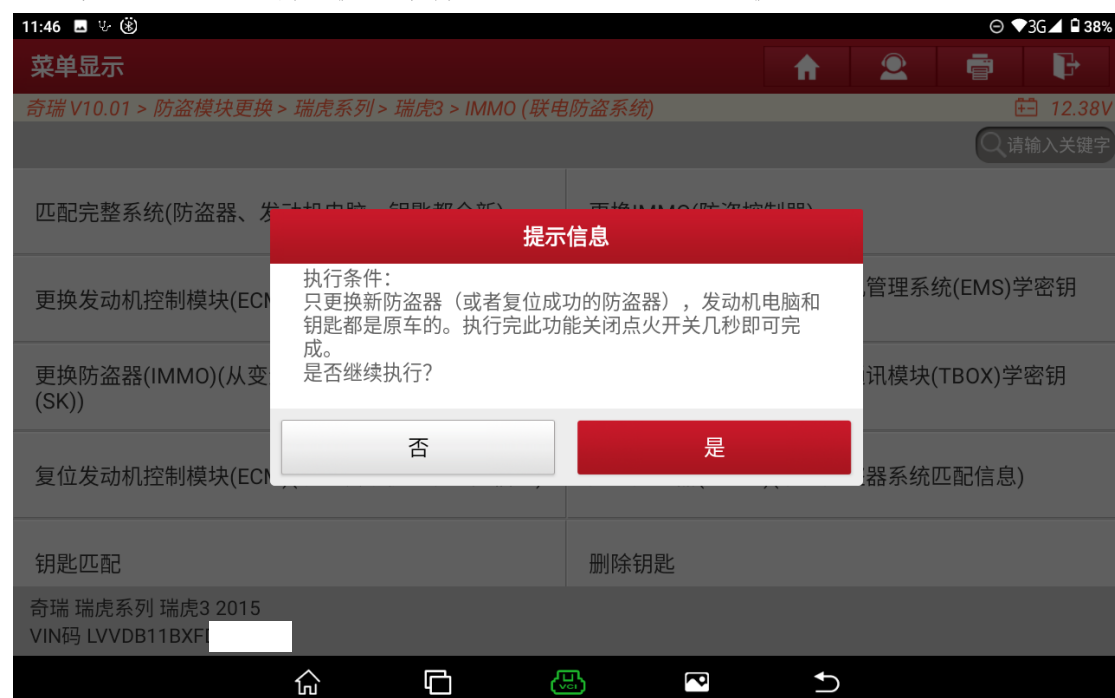 11:46
3G 38%
菜单显示
奇瑞 V10.01 > 防盗模块更换 > 瑞虎系列 > 瑞虎3 > IMMO (联电防盗系统)
12.38V
请输入关键字
匹配完整系统(防盗器、发
提示信息
执行条件：
只更换新防盗器（或者复位成功的防盗器），发动机电脑和
钥匙都是原车的。执行完此功能关闭点火开关几秒即可完
成。
是否继续执行？
否
是
更换发动机控制模块(ECM
管理系统(EMS)学密钥
更换防盗器(IMMO)(从变
(SK))
讯模块(TBOX)学密钥
复位发动机控制模块(ECM
器系统匹配信息)
钥匙匹配
删除钥匙
奇瑞 瑞虎系列 瑞虎3 2015
VIN码 LVVDB11BXF
VCI